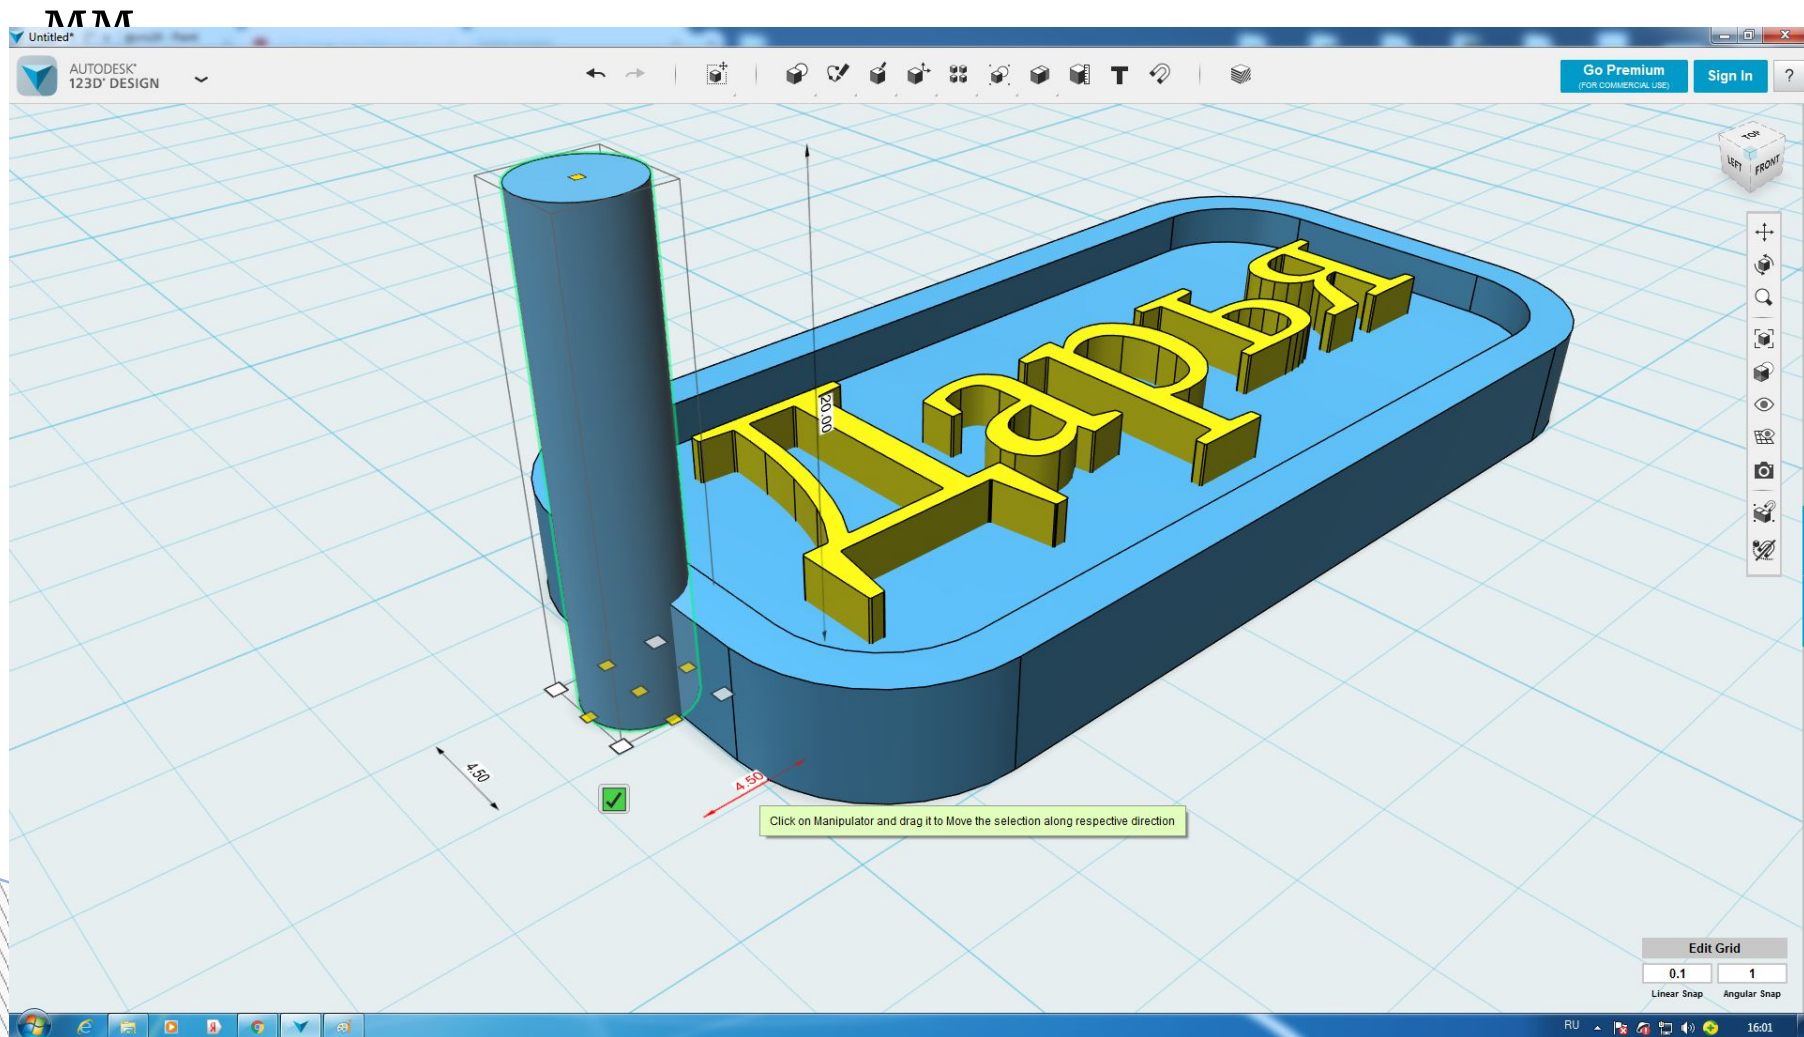 мм
Untitled*
AUTODESK®
123D® DESIGN
Go Premium
(FOR COMMERCIAL USE)
Sign In
?
TOP
LEFT
FRONT
20.00
Дарья
4.50
4.50
Click on Manipulator and drag it to Move the selection along respective direction
Edit Grid
0.1
1
Linear Snap
Angular Snap
RU
16:01